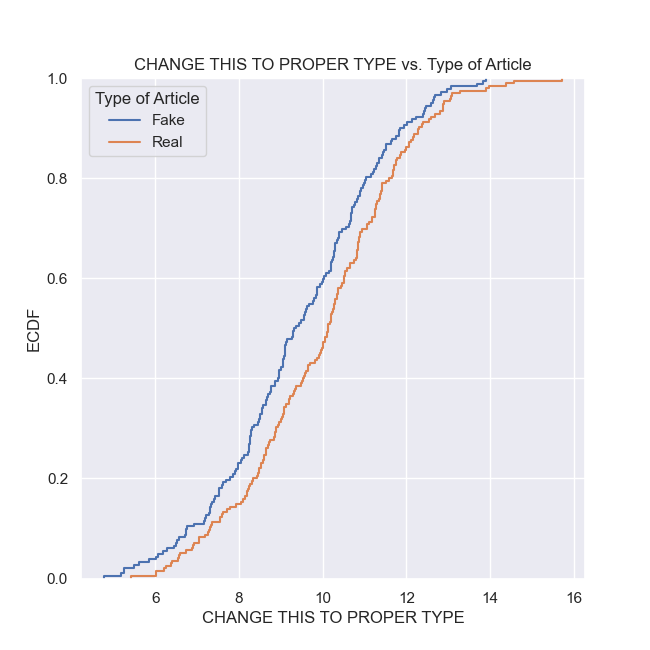 CHANGE THIS TO PROPER TYPE vs. Type of Article
1.0
Type of Article
Fake
Real
0.8
0.6
ECDF
0.4
0.2
0.0
6 8 10 12 14 16
CHANGE THIS TO PROPER TYPE